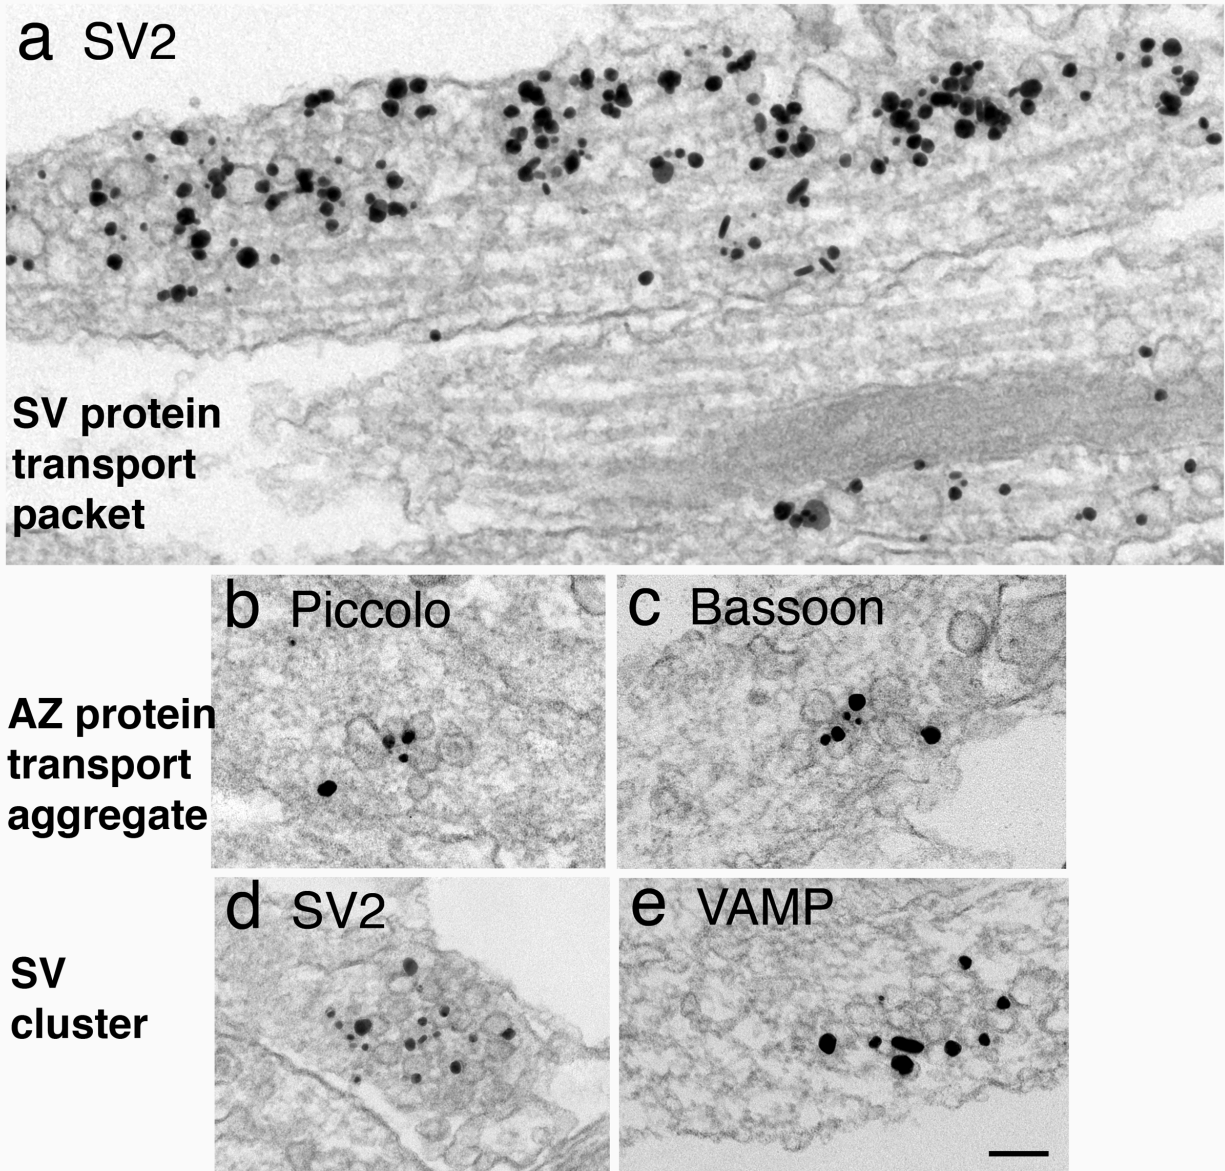 a SV2
SV protein
transport
packet
b Piccolo
c Bassoon
AZ protein
transport
aggregate
d SV2
e VAMP
SV
cluster